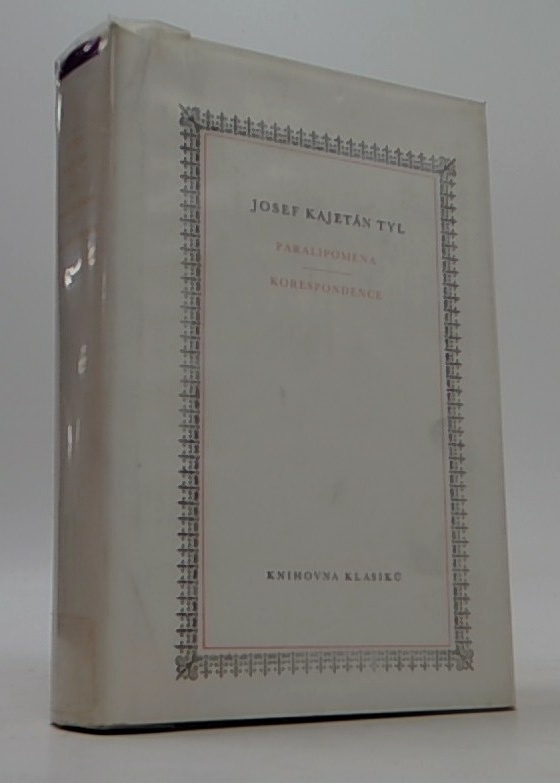 JOSEF KAJETÁN TYL
PARALIPOMENA
KORESPONDENCE
KNIHOVNA KLASIKŮ